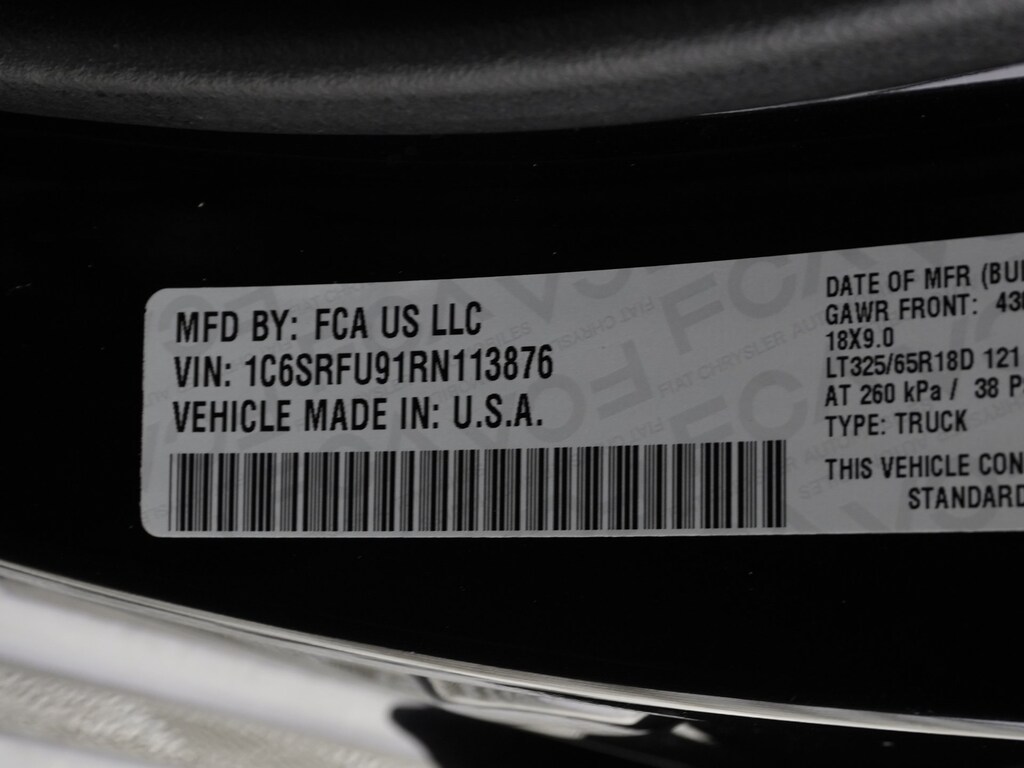 MFD BY: FCA US LLC
VIN: 1C6SRFU91RN113876
VEHICLE MADE IN: U.S.A.
DATE OF MFR
GAWR FRONT:
18X9.0
LT325/65R18D 121
AT 260 kPa / 38
TYPE: TRUCK
THIS VEHICLE
STANDARD